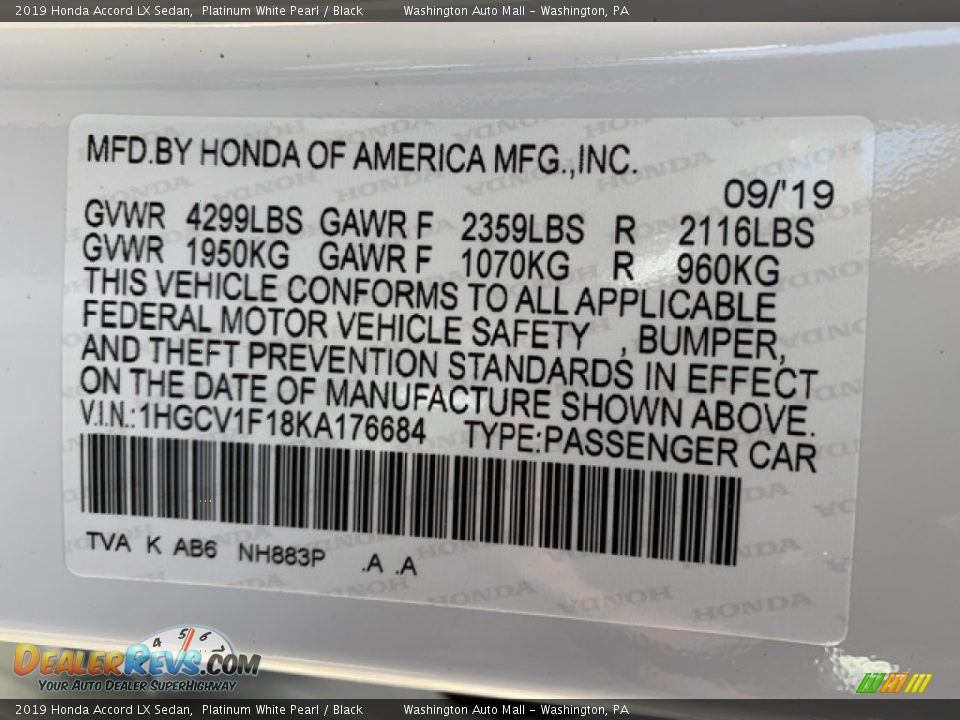 2019 Honda Accord LX Sedan, Platinum White Pearl / Black Washington Auto Mall - Washington, PA
MFD.BY HONDA OF AMERICA MFG.,INC.
09/'19
GVWR 4299LBS GAWR F 2359LBS R 2116LBS
GVWR 1950KG GAWR F 1070KG R 960KG
THIS VEHICLE CONFORMS TO ALL APPLICABLE
FEDERAL MOTOR VEHICLE SAFETY , BUMPER,
AND THEFT PREVENTION STANDARDS IN EFFECT
ON THE DATE OF MANUFACTURE SHOWN ABOVE.
V.I.N.:1HGCV1F18KA176684 TYPE:PASSENGER CAR
TVA K AB6 NH883P .A .A
4 5 6
DEALERREVS.COM
YOUR AUTO DEALER SUPERHIGHWAY
2019 Honda Accord LX Sedan, Platinum White Pearl / Black Washington Auto Mall - Washington, PA